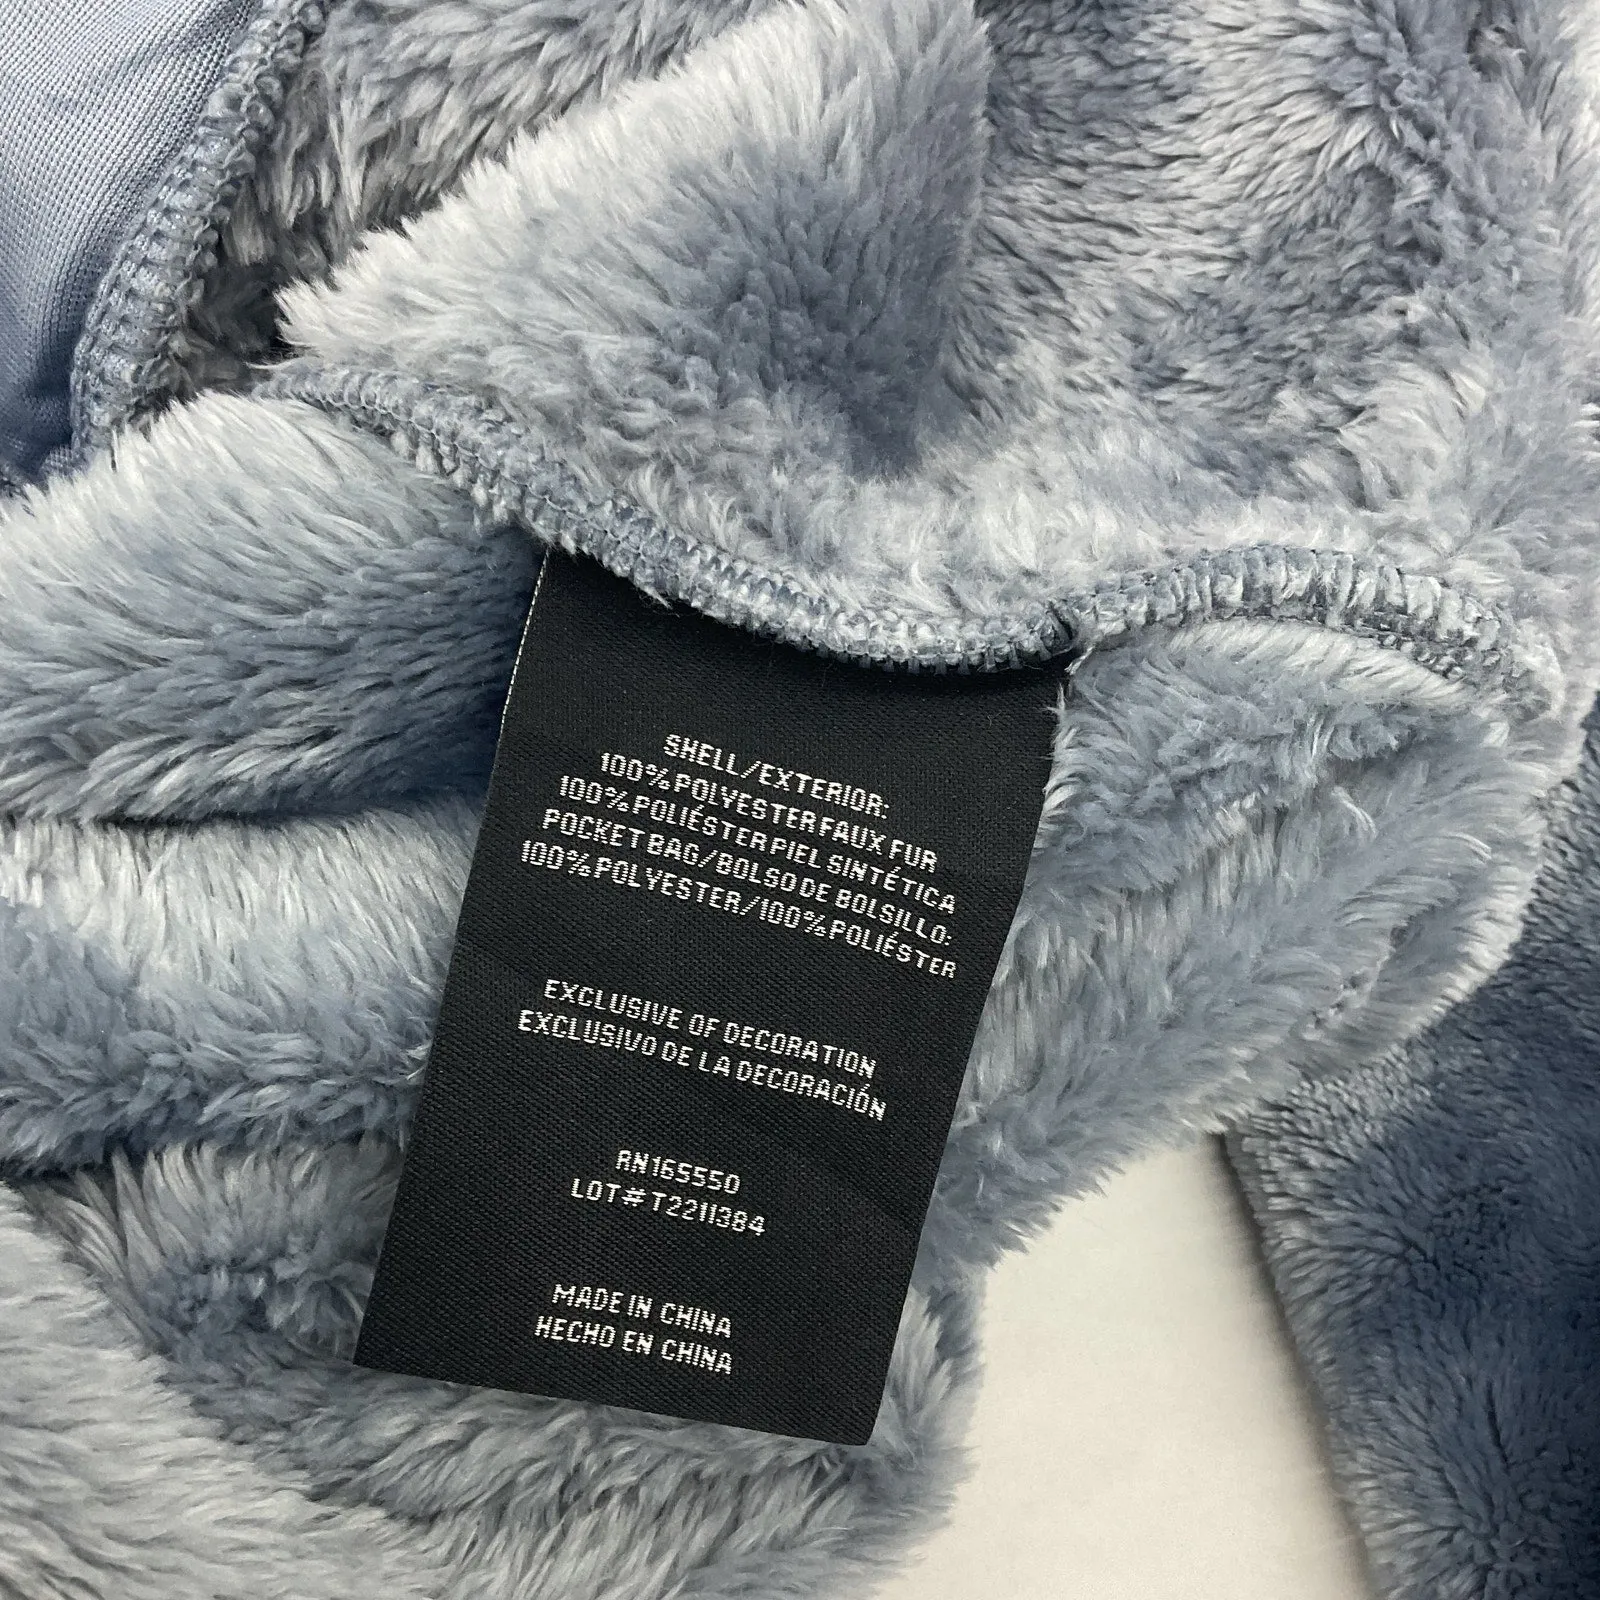 SHELL/EXTERIOR:
100%POLYESTER FAUX FUR
100%POLIÉSTER PIEL SINTÉTICA
POCKET BAG/BOLSO DE BOLSILLO:
100%POLYESTER/100%POLIÉSTER
EXCLUSIVE OF DECORATION
EXCLUSIVO DE LA DECORACIÓN
RN165550
LOT#T2211384
MADE IN CHINA
HECHO EN CHINA